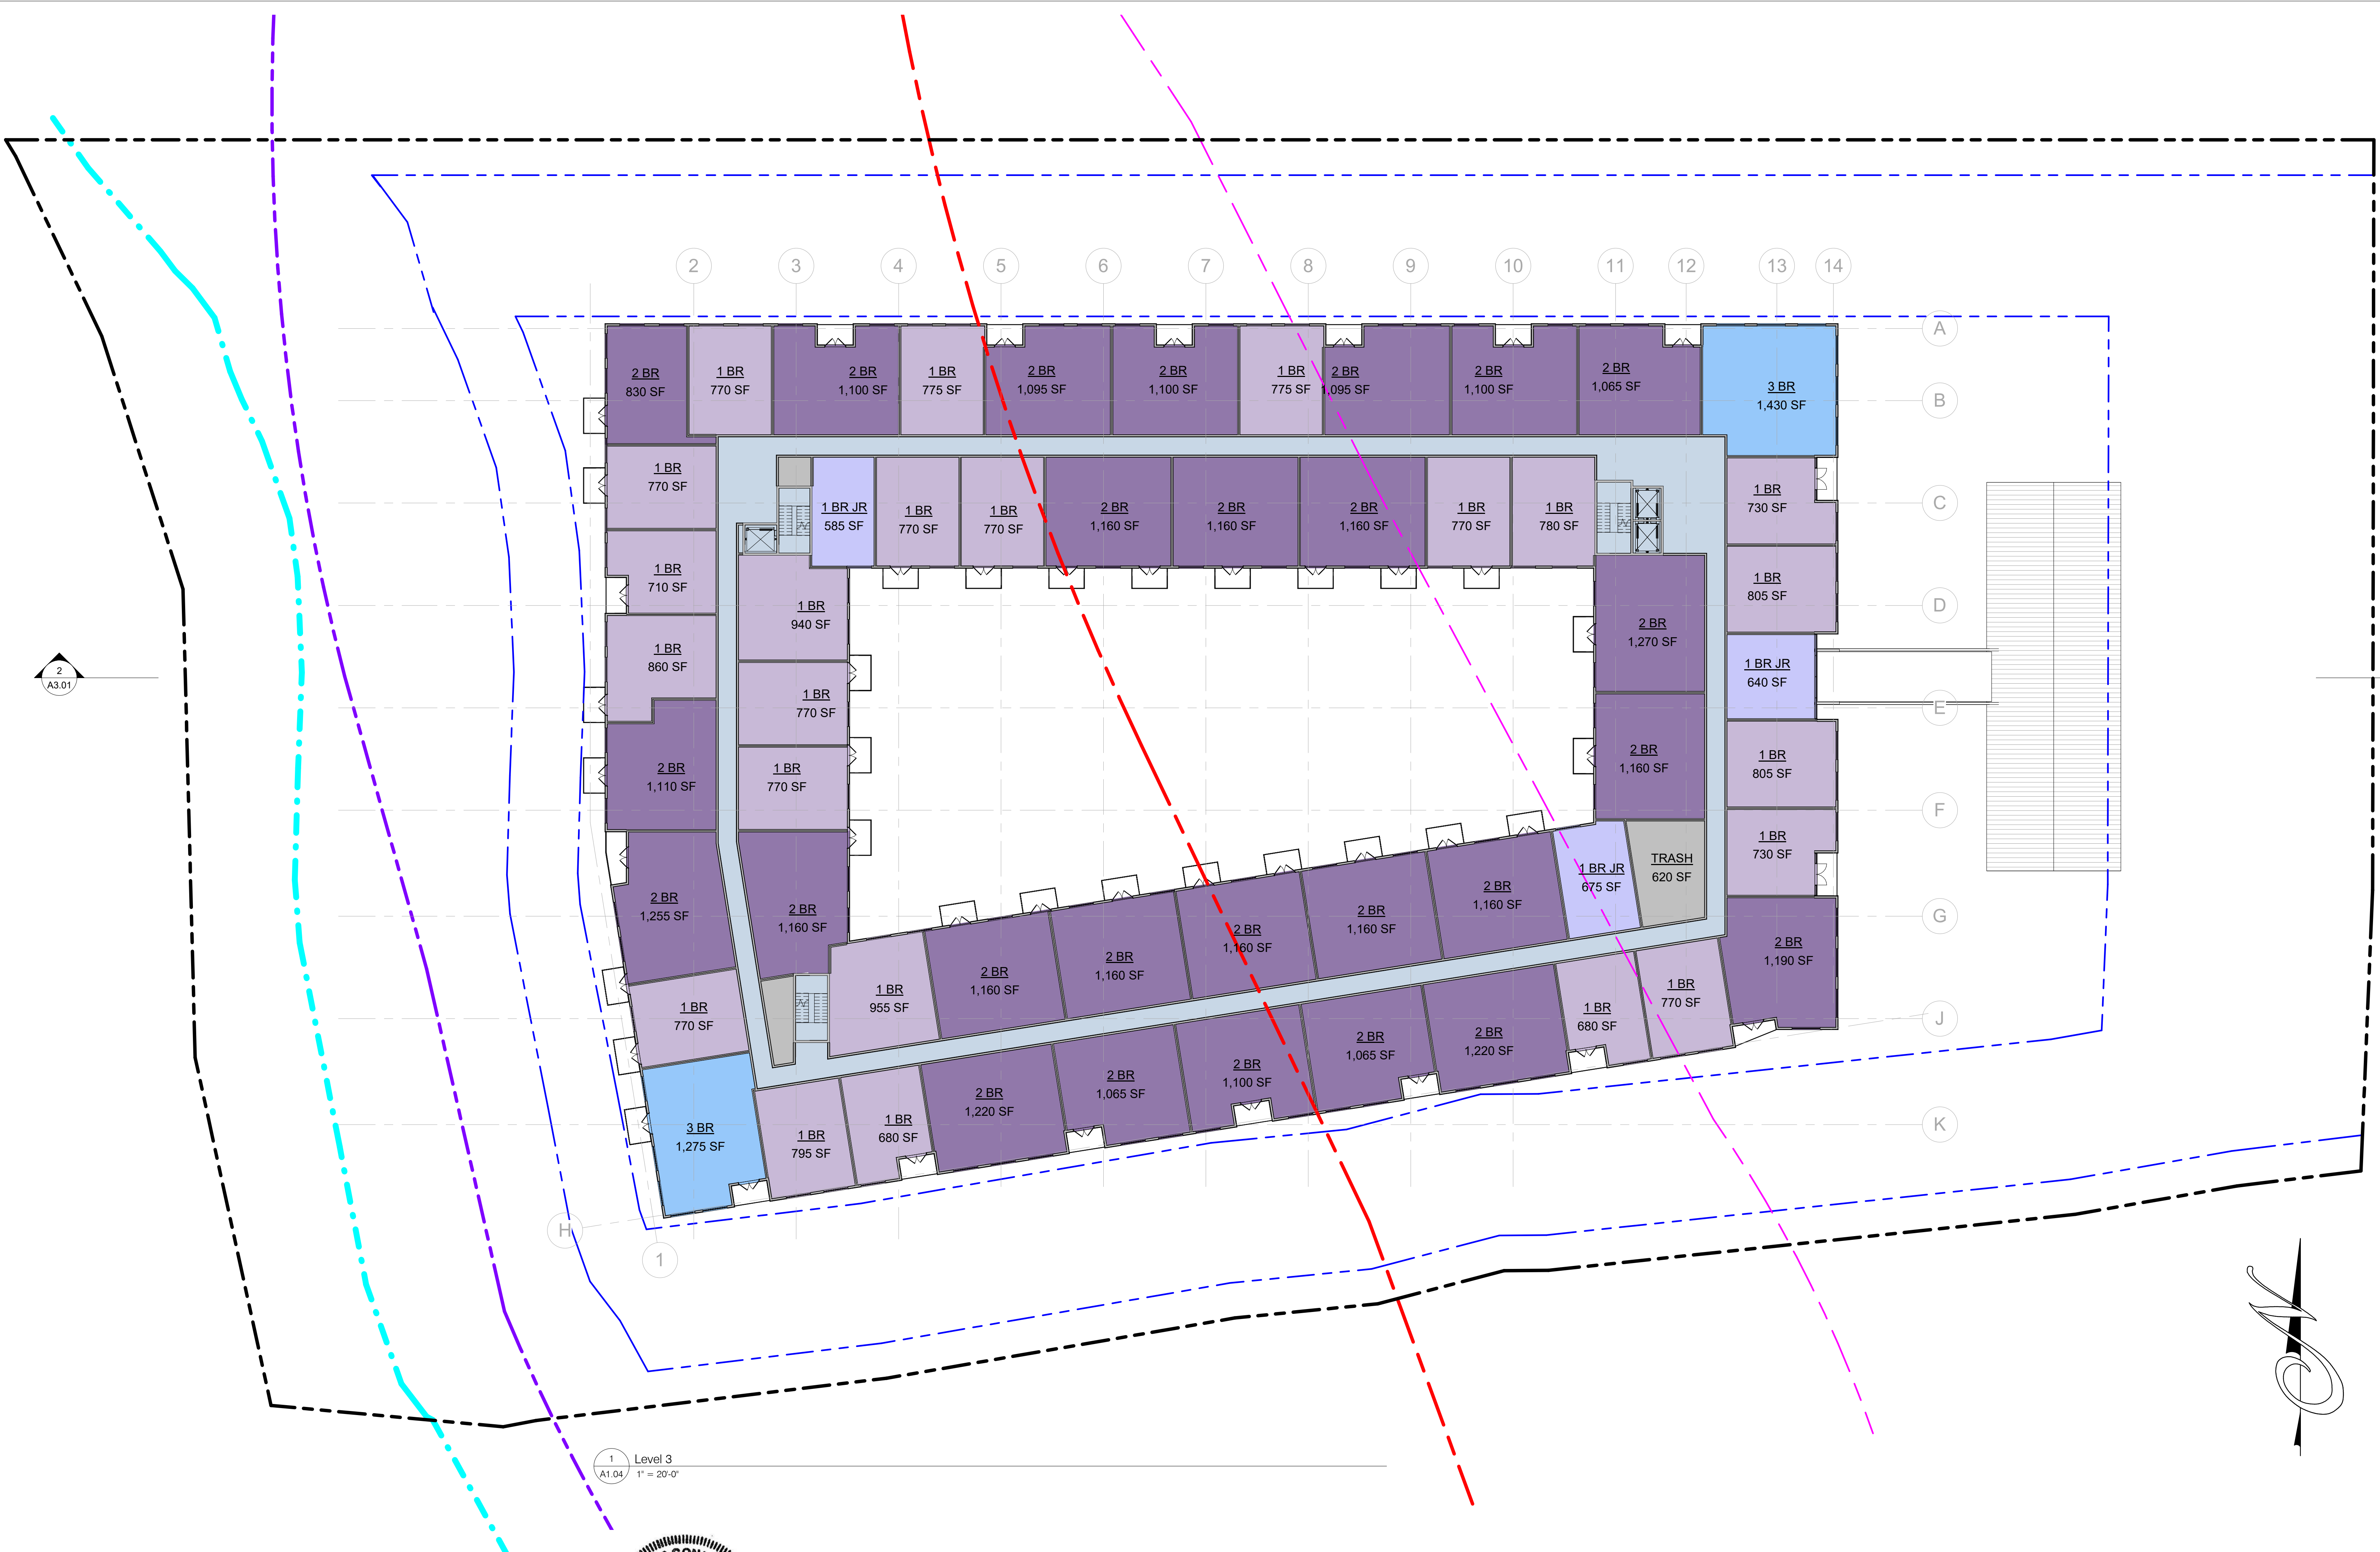 2
3
4
5
6
7
8
9
10
11
12
13
14
A
B
C
D
E
F
G
J
K
H
1
2 BR
830 SF
1 BR
770 SF
2 BR
1,100 SF
1 BR
775 SF
2 BR
1,095 SF
2 BR
1,100 SF
1 BR
775 SF
2 BR
1,095 SF
2 BR
1,100 SF
2 BR
1,065 SF
3 BR
1,430 SF
1 BR
770 SF
1 BR JR
585 SF
1 BR
770 SF
1 BR
770 SF
2 BR
1,160 SF
2 BR
1,160 SF
2 BR
1,160 SF
1 BR
770 SF
1 BR
780 SF
1 BR
730 SF
1 BR
710 SF
1 BR
940 SF
2 BR
1,270 SF
1 BR
805 SF
1 BR
860 SF
1 BR
770 SF
1 BR JR
640 SF
2
A3.01
2 BR
1,110 SF
1 BR
770 SF
2 BR
1,160 SF
1 BR
805 SF
1 BR
730 SF
2 BR
1,255 SF
2 BR
1,160 SF
2 BR
1,160 SF
2 BR
1,160 SF
2 BR
1,160 SF
2 BR
1,160 SF
2 BR
1,160 SF
1 BR JR
675 SF
TRASH
620 SF
1 BR
770 SF
1 BR
955 SF
2 BR
1,190 SF
3 BR
1,275 SF
1 BR
795 SF
1 BR
680 SF
2 BR
1,220 SF
2 BR
1,065 SF
2 BR
1,100 SF
2 BR
1,065 SF
2 BR
1,220 SF
1 BR
680 SF
1 BR
770 SF
1
A1.04
Level 3
1" = 20'-0"